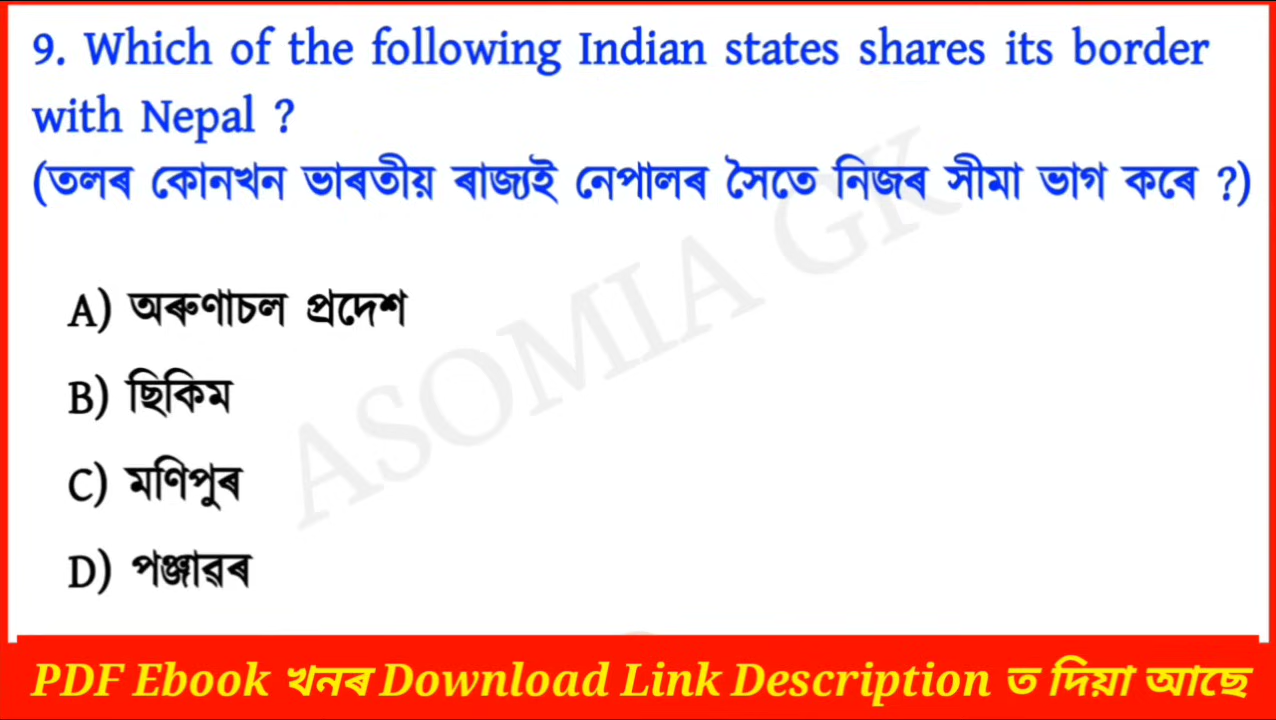 9. Which of the following Indian states shares its border
with Nepal ?
(তলৰ কোনখন ভাৰতীয় ৰাজ্যই নেপালৰ সৈতে নিজৰ সীমা ভাগ কৰে ?)
A) অৰুণাচল প্ৰদেশ
B) ছিকিম
C) মণিপুৰ
D) পঞ্জাৱৰ
ASOMIA GK
PDF Ebook খনৰ Download Link Description ত দিয়া আছে